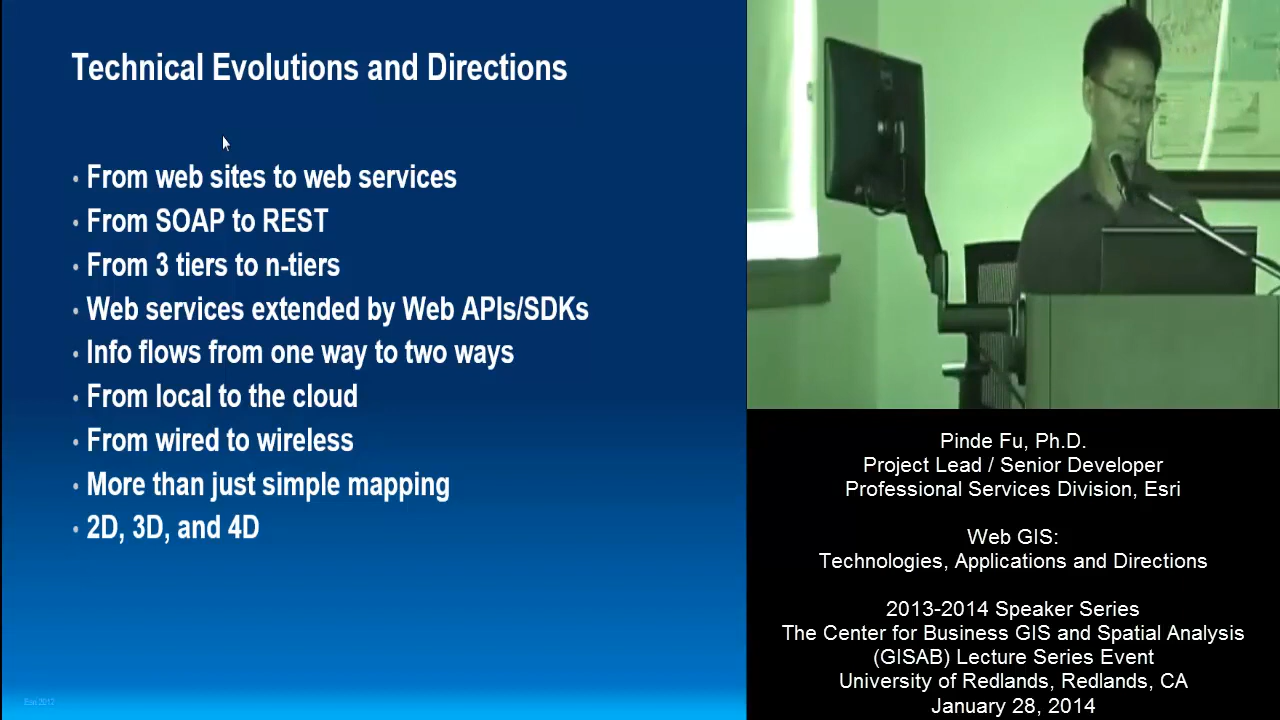 Technical Evolutions and Directions
• From web sites to web services
• From SOAP to REST
• From 3 tiers to n-tiers
• Web services extended by Web APIs/SDKs
• Info flows from one way to two ways
• From local to the cloud
• From wired to wireless
• More than just simple mapping
• 2D, 3D, and 4D
Esri 2012
Pinde Fu, Ph.D.
Project Lead / Senior Developer
Professional Services Division, Esri
Web GIS:
Technologies, Applications and Directions
2013-2014 Speaker Series
The Center for Business GIS and Spatial Analysis
(GISAB) Lecture Series Event
University of Redlands, Redlands, CA
January 28, 2014